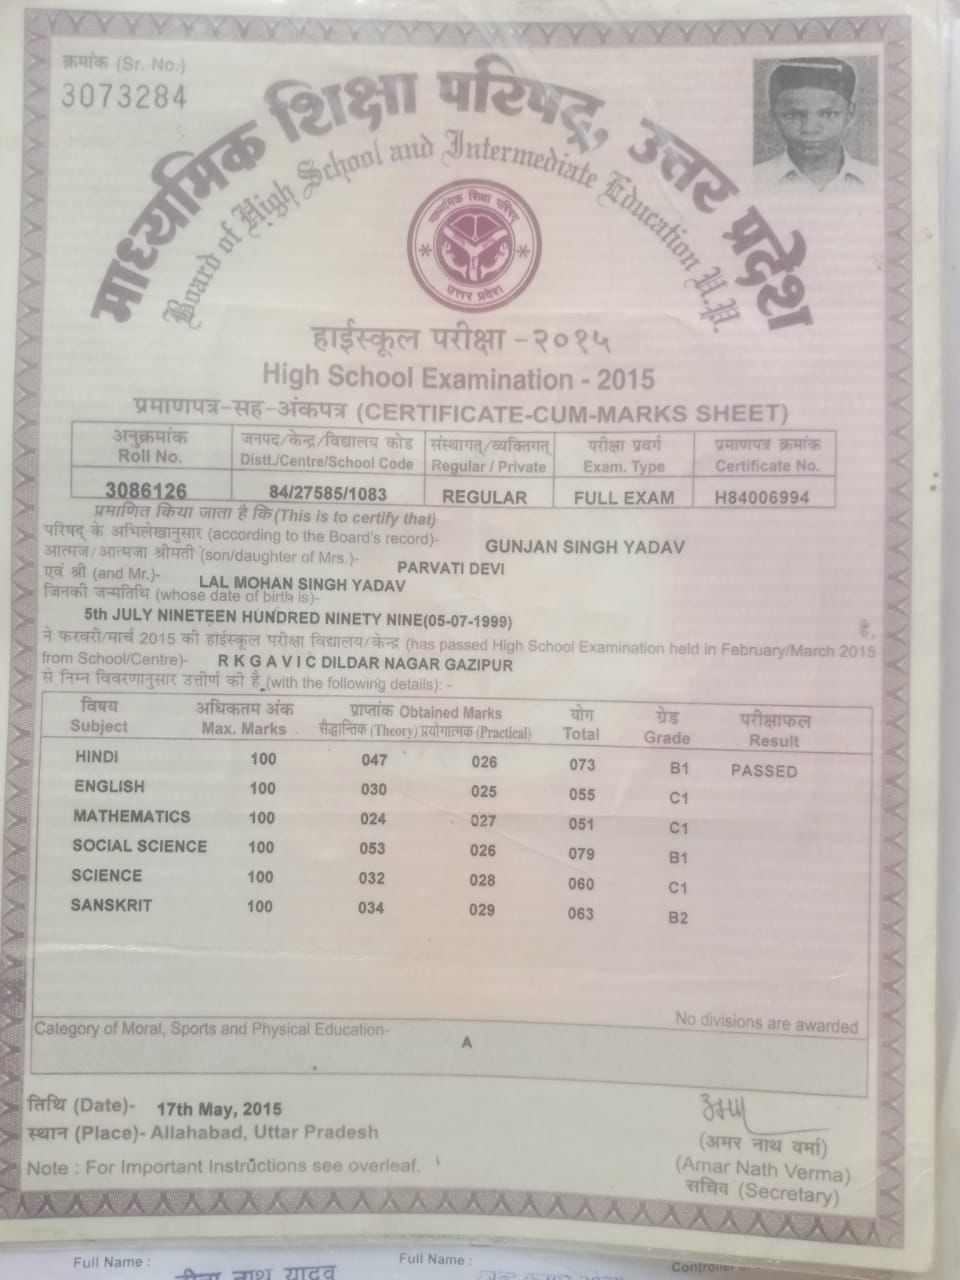 क्रमांक (Sr. No.)
3073284
माध्यमिक शिक्षा परिषद्, उत्तर प्रदेश
Board of High School and Intermediate Education U.P.
माध्यमिक शिक्षा परिषद्
उत्तर प्रदेश
हाईस्कूल परीक्षा - २०१५
High School Examination - 2015
प्रमाणपत्र-सह-अंकपत्र (CERTIFICATE-CUM-MARKS SHEET)
अनुक्रमांक जनपद/केन्द्र/विद्यालय कोड संस्थागत्/व्यक्तिगत् परीक्षा प्रवर्ग प्रमाणपत्र क्रमांक
Roll No. Distt./Centre/School Code Regular / Private Exam. Type Certificate No.
3086126 84/27585/1083 REGULAR FULL EXAM H84006994
प्रमाणित किया जाता है कि (This is to certify that)
परिषद् के अभिलेखानुसार (according to the Board's record)- GUNJAN SINGH YADAV
आत्मज/आत्मजा श्रीमती (son/daughter of Mrs.)- PARVATI DEVI
एवं श्री (and Mr.)- LAL MOHAN SINGH YADAV
जिनकी जन्मतिथि (whose date of birth is)-
5th JULY NINETEEN HUNDRED NINETY NINE(05-07-1999) है,
ने फरवरी/मार्च 2015 की हाईस्कूल परीक्षा विद्यालय/केन्द्र (has passed High School Examination held in February/March 2015
from School/Centre)- R K G A V I C DILDAR NAGAR GAZIPUR
से निम्न विवरणानुसार उत्तीर्ण की है (with the following details): -
विषय अधिकतम अंक प्राप्तांक Obtained Marks योग ग्रेड परीक्षाफल
Subject Max. Marks सैद्धान्तिक (Theory) प्रयोगात्मक (Practical) Total Grade Result
HINDI 100 047 026 073 B1 PASSED
ENGLISH 100 030 025 055 C1
MATHEMATICS 100 024 027 051 C1
SOCIAL SCIENCE 100 053 026 079 B1
SCIENCE 100 032 028 060 C1
SANSKRIT 100 034 029 063 B2
No divisions are awarded
Category of Moral, Sports and Physical Education- A
तिथि (Date)- 17th May, 2015
स्थान (Place)- Allahabad, Uttar Pradesh
(अमर नाथ वर्मा)
(Amar Nath Verma)
सचिव (Secretary)
Note : For Important Instructions see overleaf.
Full Name : Full Name : Controller
नाथ यादव